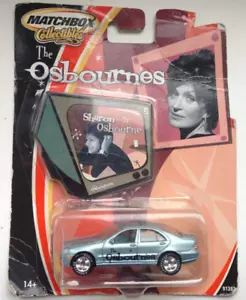 MATCHBOX
Collectibles
The
Osbournes
Sharon
Osbourne
Osbournes
14+